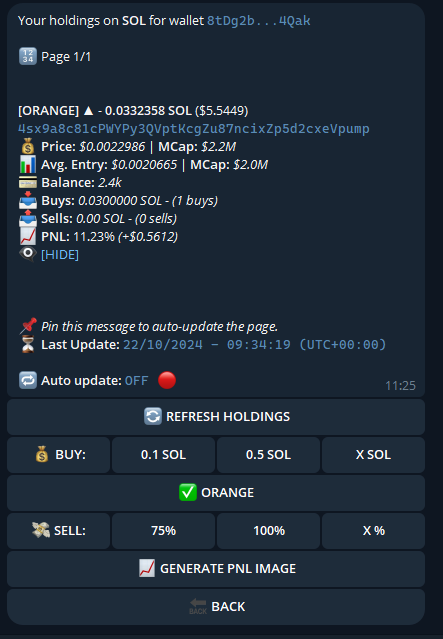 Your holdings on SOL for wallet 8tDg2b...4Qak
Page 1/1
[ORANGE] ▲ - 0.0332358 SOL ($5.5449)
4sx9a8c81cPWYPy3QVptKcgZu87ncixZp5d2cxeVpump
Price: $0.0022986 | MCap: $2.2M
Avg. Entry: $0.0020665 | MCap: $2.0M
Balance: 2.4k
Buys: 0.0300000 SOL - (1 buys)
Sells: 0.00 SOL - (0 sells)
PNL: 11.23% (+$0.5612)
[HIDE]
Pin this message to auto-update the page.
Last Update: 22/10/2024 - 09:34:19 (UTC+00:00)
Auto update: OFF
11:25
REFRESH HOLDINGS
BUY: 0.1 SOL 0.5 SOL X SOL
ORANGE
SELL: 75% 100% X %
GENERATE PNL IMAGE
BACK